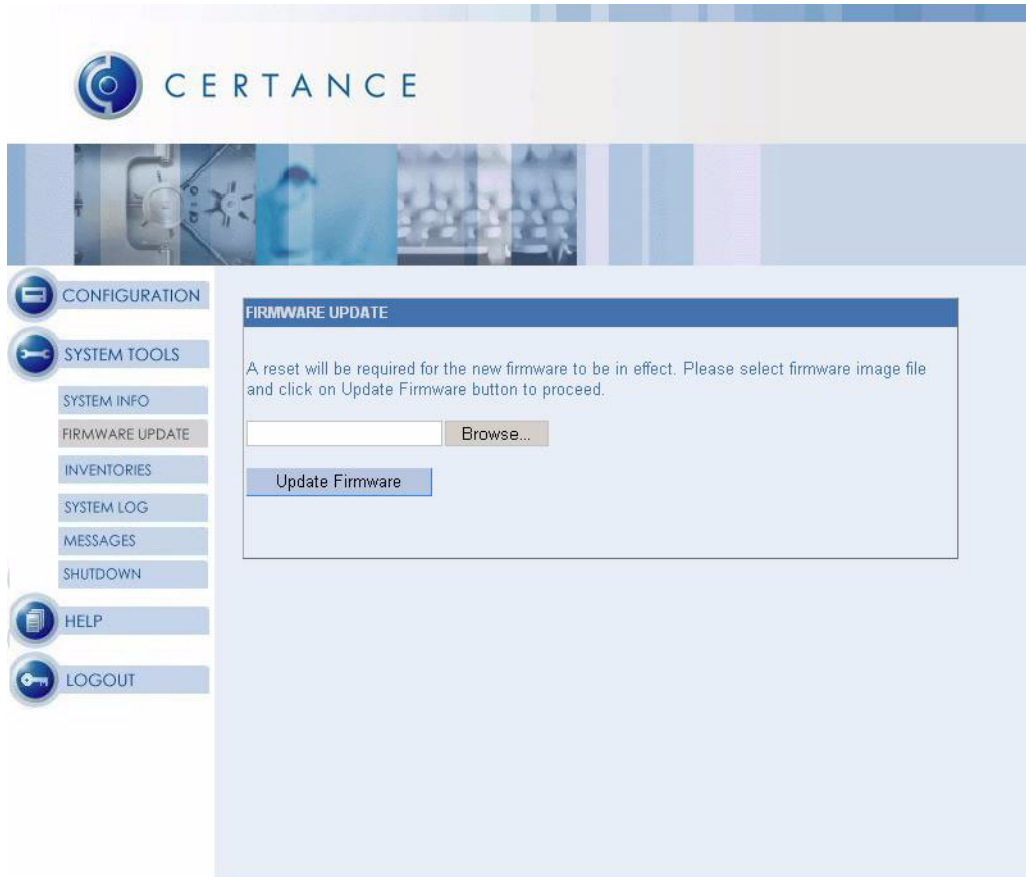 CERTANCE
CONFIGURATION
SYSTEM TOOLS
SYSTEM INFO
FIRMWARE UPDATE
INVENTORIES
SYSTEM LOG
MESSAGES
SHUTDOWN
HELP
LOGOUT
FIRMWARE UPDATE
A reset will be required for the new firmware to be in effect. Please select firmware image file
and click on Update Firmware button to proceed.
Browse...
Update Firmware